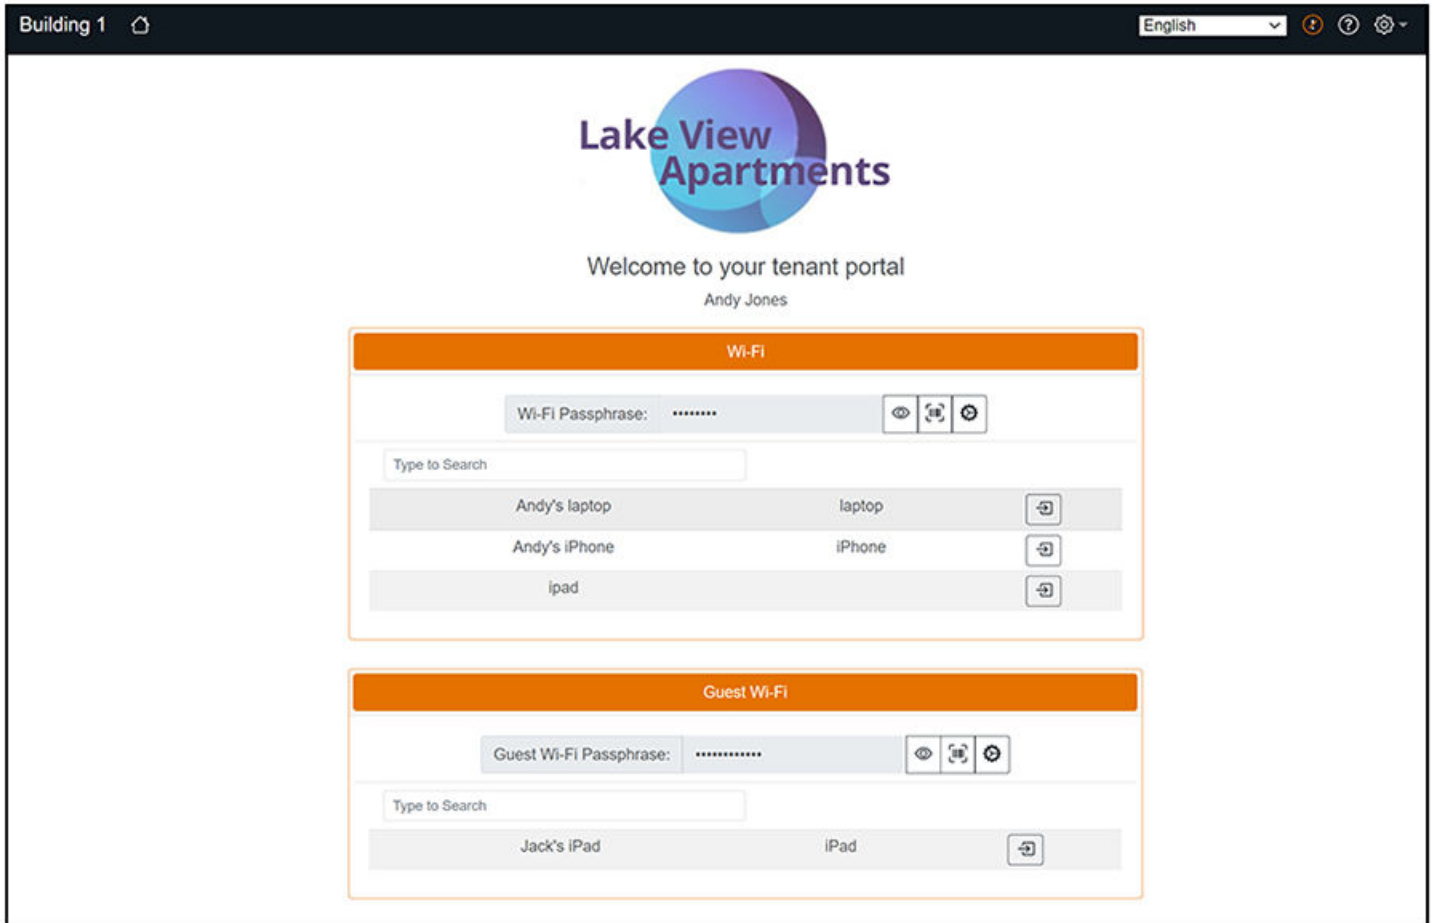 Building 1
English
Lake View
Apartments
Welcome to your tenant portal
Andy Jones
Wi-Fi
Wi-Fi Passphrase: ••••••••
Type to Search
Andy's laptop laptop
Andy's iPhone iPhone
ipad
Guest Wi-Fi
Guest Wi-Fi Passphrase: ••••••••••••
Type to Search
Jack's iPad iPad